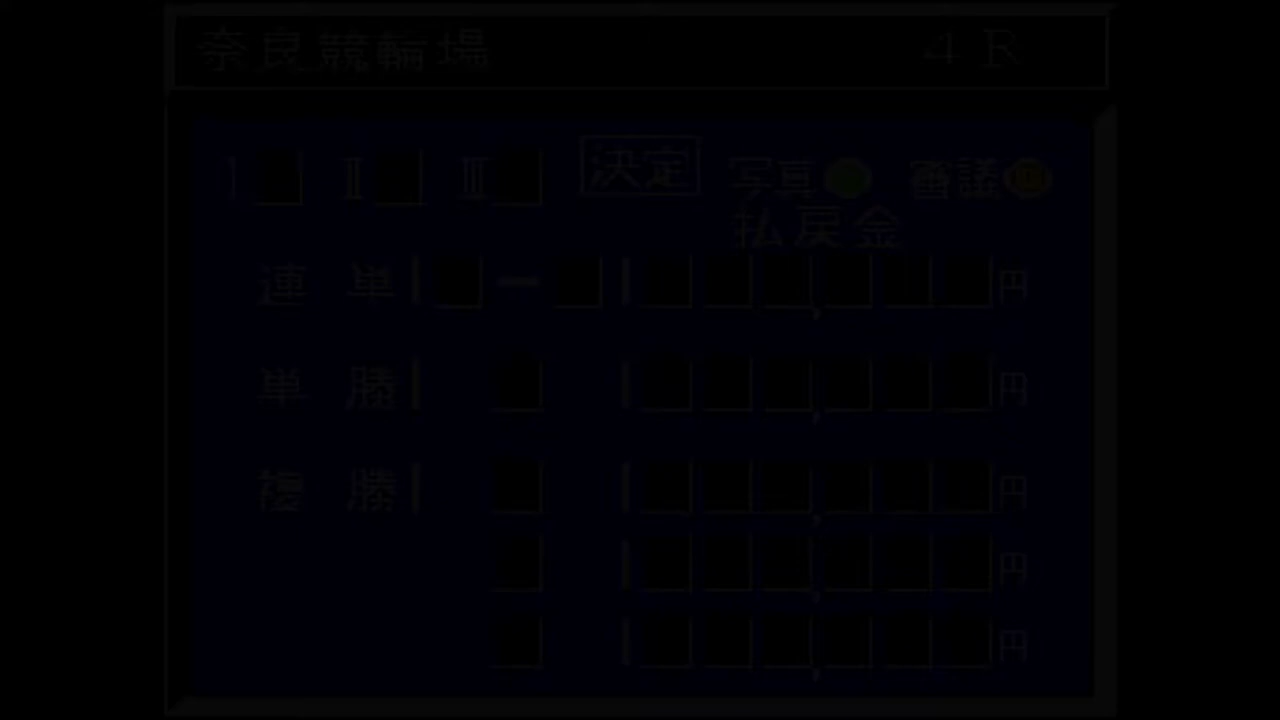 奈良競輪場 4R
Ⅰ Ⅱ Ⅲ 決定 写真 審議
払戻金
連単 ー , 円
単勝 , 円
複勝 , 円
, 円
, 円